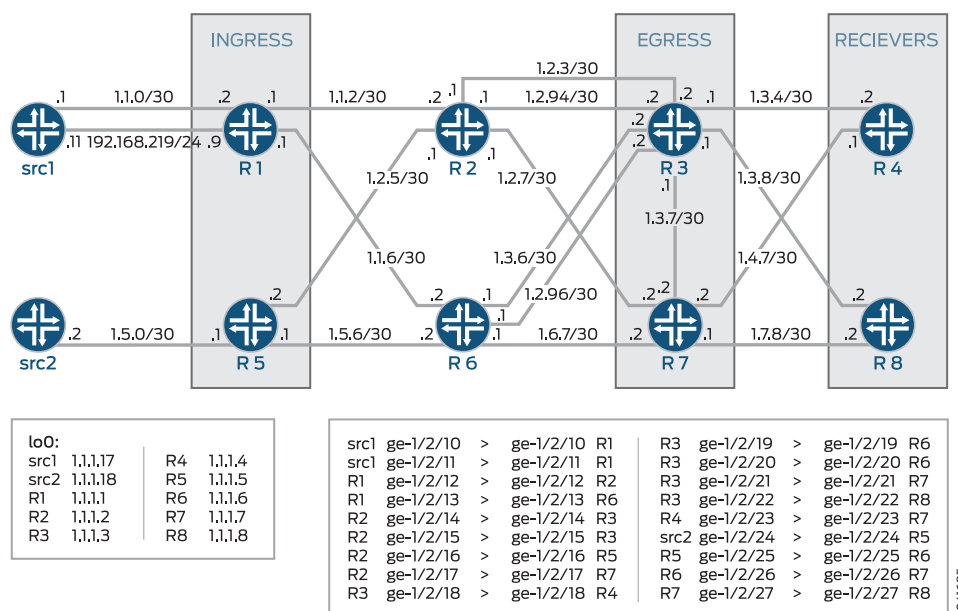 INGRESS
EGRESS
RECIEVERS
1.2.3/30
.1 1.1.0/30 .2 .1 1.1.2/30 .2 .1 .1 1.2.94/30 .2 .2 .1 1.3.4/30 .2
.11 192.168.219/24 .9 .1 .1 .1 .2 .2 .1 .1
src1 R1 R2 R3 R4
1.2.5/30 1.2.7/30 .1 1.3.8/30
1.3.7/30
1.1.6/30 1.3.6/30 1.4.7/30
1.2.96/30
.2 .2 .1 .2 .2 .2 .2
.2 1.5.0/30 .1 .1 1.5.6/30 .2 .1 .1 1.6.7/30 .1 1.7.8/30 .2
src2 R5 R6 R7 R8
lo0:
src1 1.1.1.17 R4 1.1.1.4
src2 1.1.1.18 R5 1.1.1.5
R1 1.1.1.1 R6 1.1.1.6
R2 1.1.1.2 R7 1.1.1.7
R3 1.1.1.3 R8 1.1.1.8
src1 ge-1/2/10 > ge-1/2/10 R1 R3 ge-1/2/19 > ge-1/2/19 R6
src1 ge-1/2/11 > ge-1/2/11 R1 R3 ge-1/2/20 > ge-1/2/20 R6
R1 ge-1/2/12 > ge-1/2/12 R2 R3 ge-1/2/21 > ge-1/2/21 R7
R1 ge-1/2/13 > ge-1/2/13 R6 R3 ge-1/2/22 > ge-1/2/22 R8
R2 ge-1/2/14 > ge-1/2/14 R3 R4 ge-1/2/23 > ge-1/2/23 R7
R2 ge-1/2/15 > ge-1/2/15 R3 src2 ge-1/2/24 > ge-1/2/24 R5
R2 ge-1/2/16 > ge-1/2/16 R5 R5 ge-1/2/25 > ge-1/2/25 R6
R2 ge-1/2/17 > ge-1/2/17 R7 R6 ge-1/2/26 > ge-1/2/26 R7
R3 ge-1/2/18 > ge-1/2/18 R4 R7 ge-1/2/27 > ge-1/2/27 R8